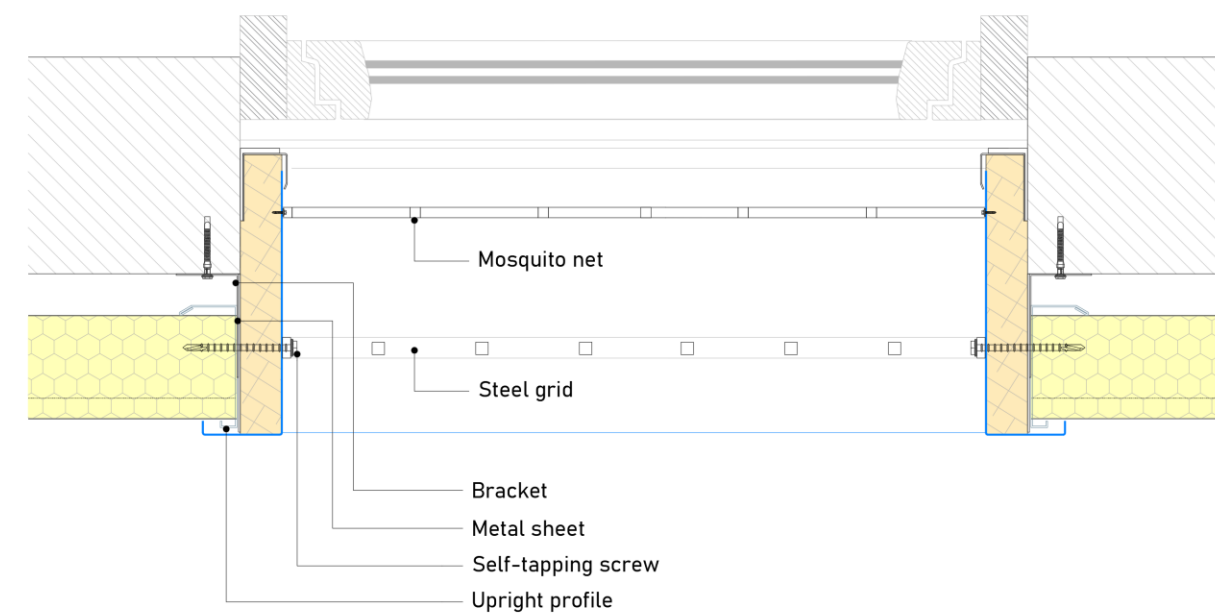 Mosquito net
Steel grid
Bracket
Metal sheet
Self-tapping screw
Upright profile